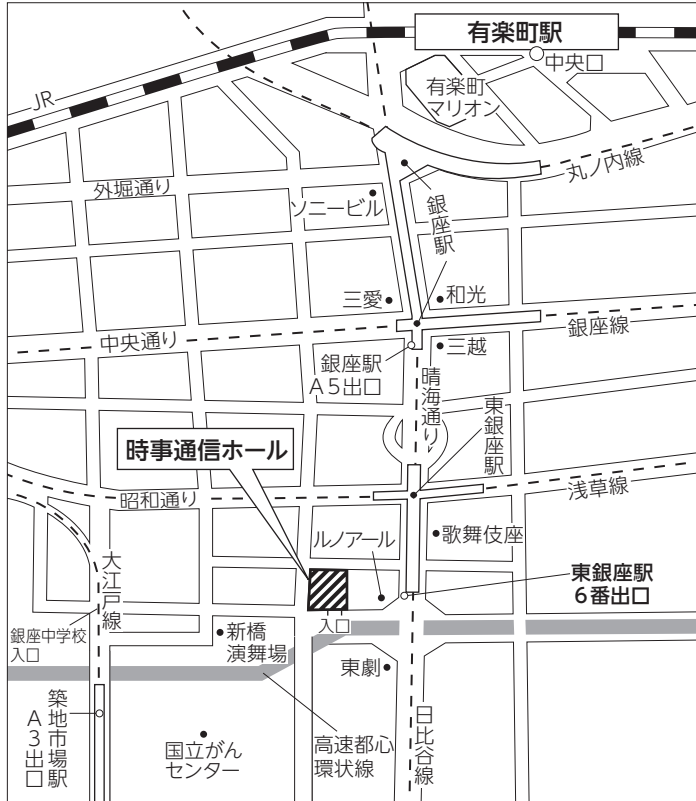 有楽町駅
中央口
JR
有楽町
マリオン
丸ノ内線
外堀通り
ソニービル
銀座駅
三愛
和光
中央通り
銀座線
銀座駅
A5出口
三越
晴海通り
東銀座駅
時事通信ホール
昭和通り
浅草線
ルノアール
歌舞伎座
大江戸線
東銀座駅
6番出口
入口
銀座中学校
入口
新橋
演舞場
東劇
築地市場駅
A3出口
国立がん
センター
高速都心
環状線
日比谷線